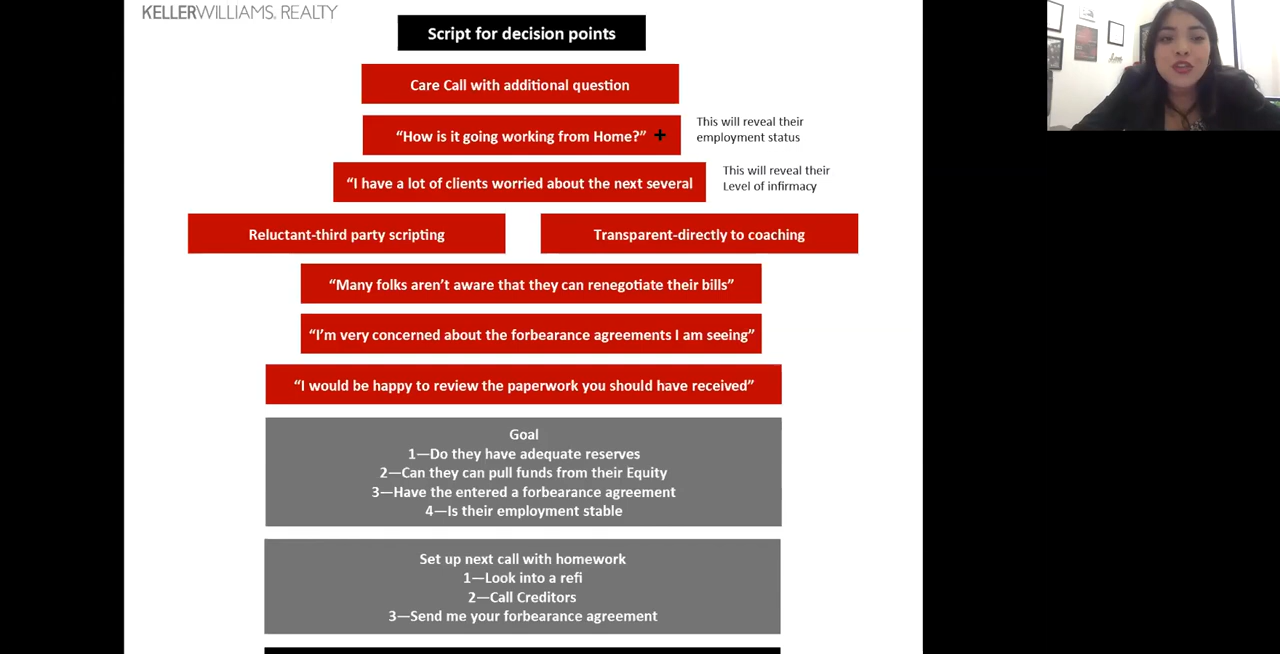 KELLERWILLIAMS. REALTY
Script for decision points
Care Call with additional question
“How is it going working from Home?”
This will reveal their
employment status
“I have a lot of clients worried about the next several
This will reveal their
Level of infirmacy
Reluctant-third party scripting
Transparent-directly to coaching
“Many folks aren’t aware that they can renegotiate their bills”
“I’m very concerned about the forbearance agreements I am seeing”
“I would be happy to review the paperwork you should have received”
Goal
1—Do they have adequate reserves
2—Can they can pull funds from their Equity
3—Have the entered a forbearance agreement
4—Is their employment stable
Set up next call with homework
1—Look into a refi
2—Call Creditors
3—Send me your forbearance agreement